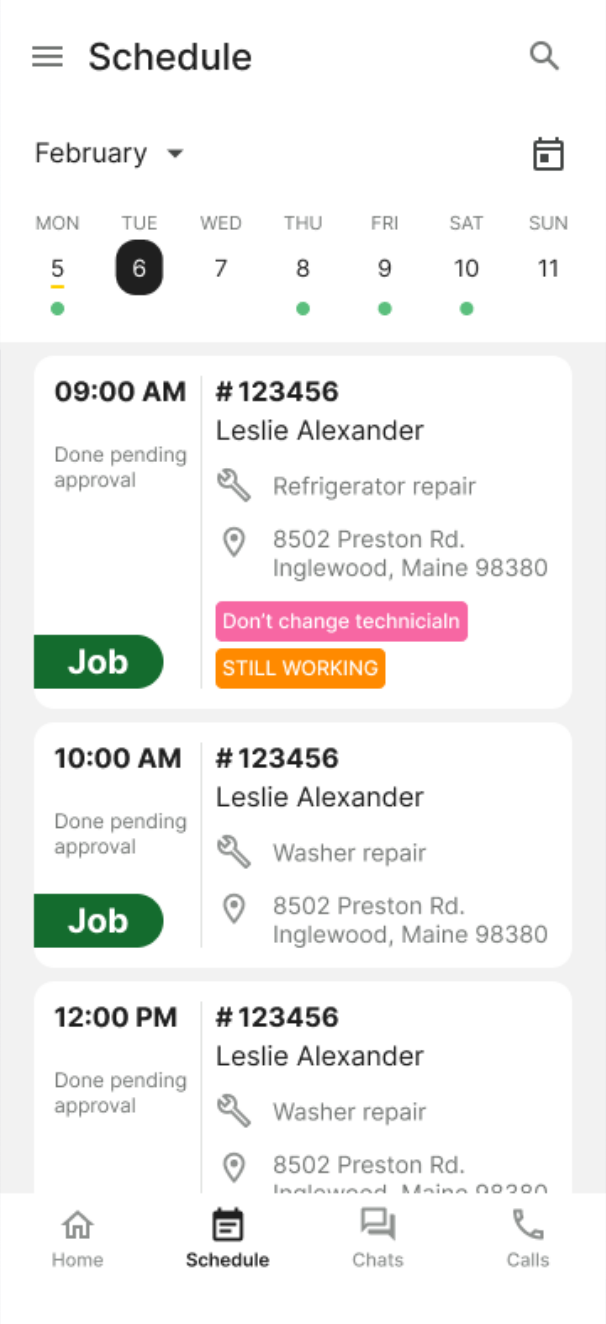 Schedule
February
MON TUE WED THU FRI SAT SUN
5 6 7 8 9 10 11
09:00 AM
Done pending
approval
Job
# 123456
Leslie Alexander
Refrigerator repair
8502 Preston Rd.
Inglewood, Maine 98380
Don't change technicialn
STILL WORKING
10:00 AM
Done pending
approval
Job
# 123456
Leslie Alexander
Washer repair
8502 Preston Rd.
Inglewood, Maine 98380
12:00 PM
Done pending
approval
# 123456
Leslie Alexander
Washer repair
8502 Preston Rd.
Inglewood, Maine 98380
Home Schedule Chats Calls